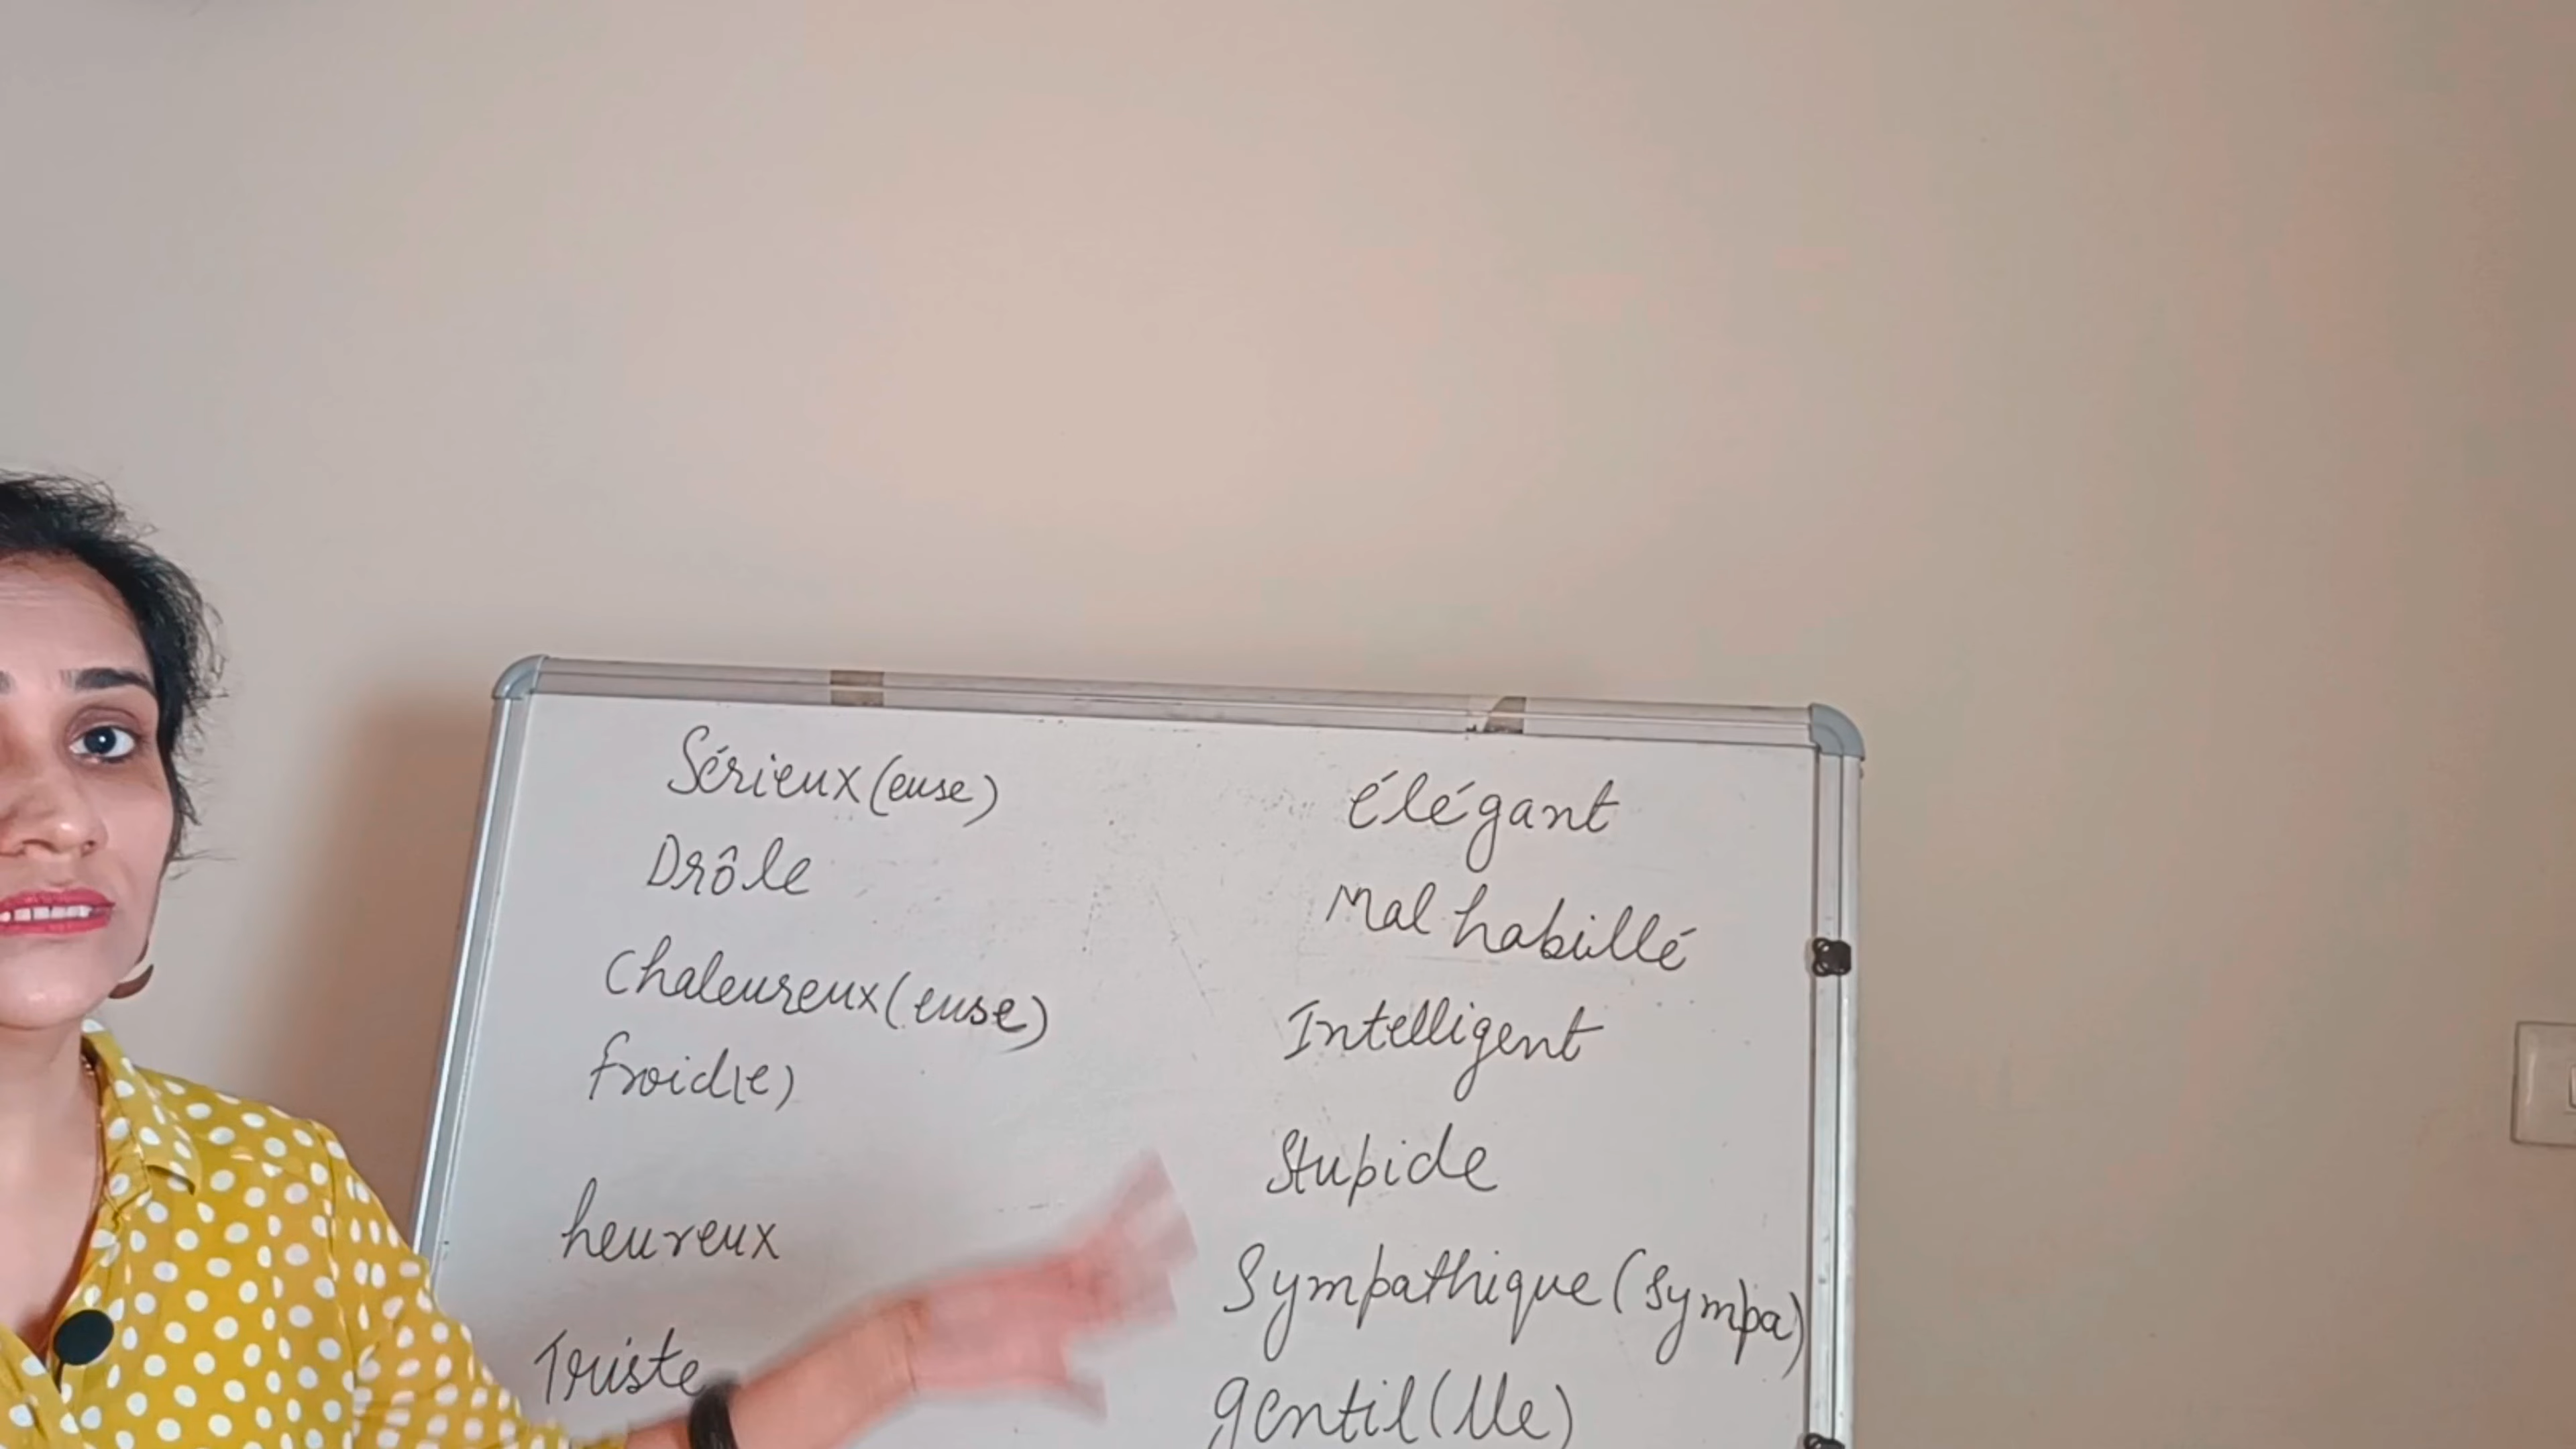 Sérieux (euse)
Drôle
Chaleureux (euse)
froid(e)
heureux
Triste
élégant
Mal habillé
Intelligent
Stupide
Sympathique (sympa)
gentil (lle)